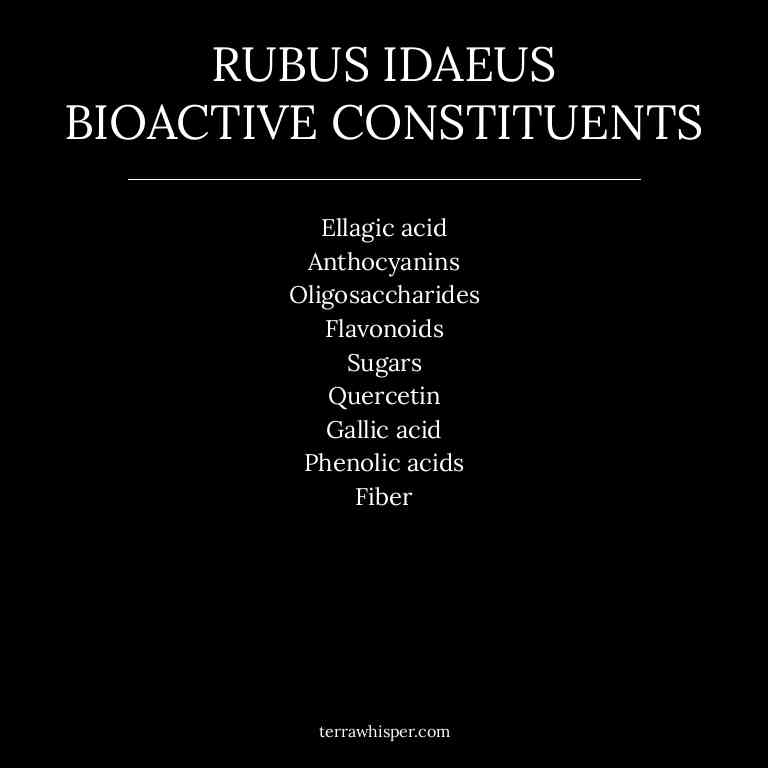 RUBUS IDAEUS
BIOACTIVE CONSTITUENTS
Ellagic acid
Anthocyanins
Oligosaccharides
Flavonoids
Sugars
Quercetin
Gallic acid
Phenolic acids
Fiber
terrawhisper.com